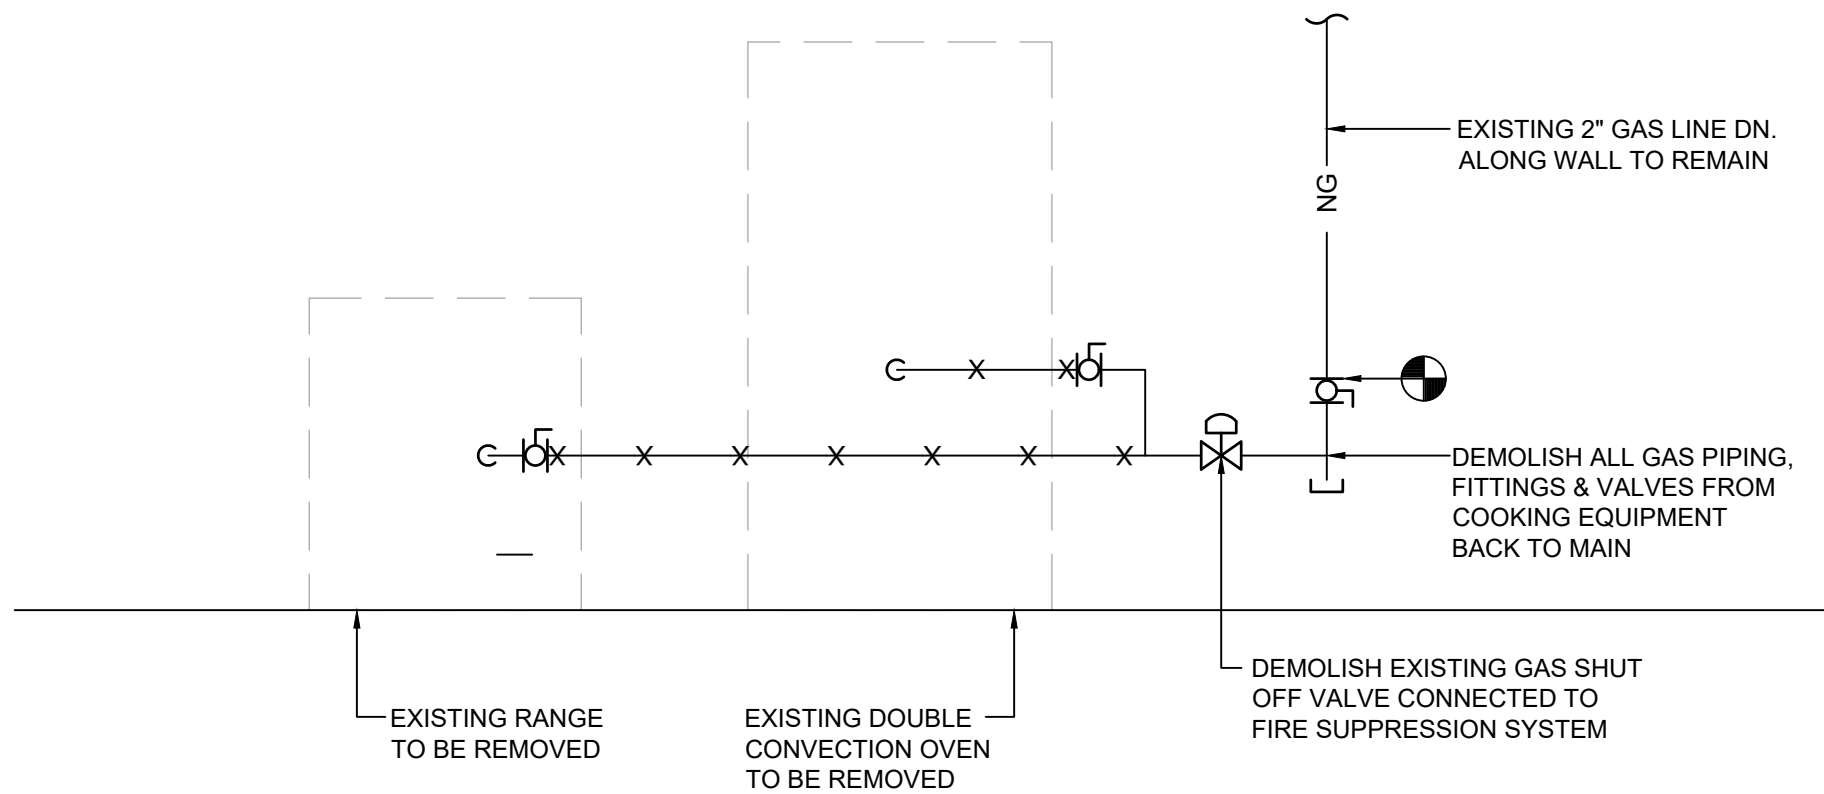 EXISTING 2" GAS LINE DN.
ALONG WALL TO REMAIN
NG
X X
X X X X X X X
DEMOLISH ALL GAS PIPING,
FITTINGS & VALVES FROM
COOKING EQUIPMENT
BACK TO MAIN
DEMOLISH EXISTING GAS SHUT
OFF VALVE CONNECTED TO
FIRE SUPPRESSION SYSTEM
EXISTING RANGE
TO BE REMOVED
EXISTING DOUBLE
CONVECTION OVEN
TO BE REMOVED